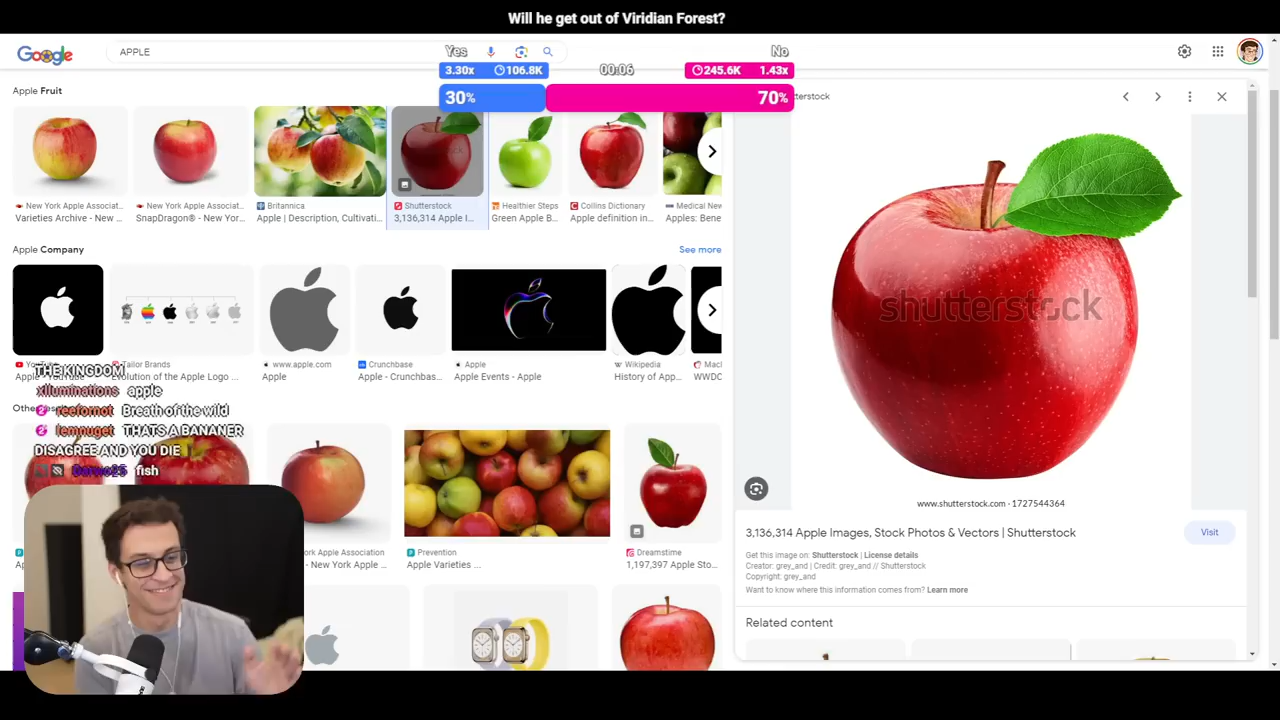 Will he get out of Viridian Forest?
Google
APPLE
Yes
No
3.30x
106.8K
00:06
245.6K
1.43x
30%
70%
Apple Fruit
New York Apple Associat...
Varieties Archive - New ...
New York Apple Associat...
SnapDragon® - New Yor...
Britannica
Apple | Description, Cultivati...
Shutterstock
3,136,314 Apple I...
Healthier Steps
Green Apple B...
Collins Dictionary
Apple definition in...
Medical New
Apples: Bene
Apple Company
See more
YouTube
Apple - YouTube
Tailor Brands
Evolution of the Apple Logo ...
www.apple.com
Apple
Crunchbase
Apple - Crunchbas...
Apple
Apple Events - Apple
Wikipedia
History of App...
WWDC
THE KINGDOM
xIluminations apple
reefornot Breath of the wild
lemnuget THATS A BANANER
DISAGREE AND YOU DIE
fish
York Apple Association
- New York Apple ...
Prevention
Apple Varieties ...
Dreamstime
1,197,397 Apple Sto...
terstock
shutterstock
www.shutterstock.com · 1727544364
3,136,314 Apple Images, Stock Photos & Vectors | Shutterstock
Visit
Get this image on: Shutterstock | License details
Creator: grey_and | Credit: grey_and // Shutterstock
Copyright: grey_and
Want to know where this information comes from? Learn more
Related content